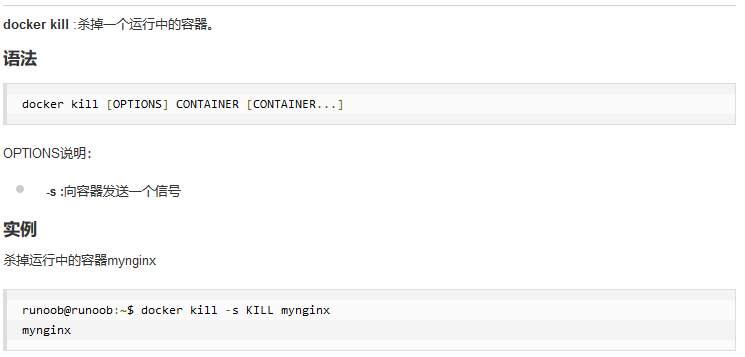 docker kill :杀掉一个运行中的容器。
语法
docker kill [OPTIONS] CONTAINER [CONTAINER...]
OPTIONS说明：
-s :向容器发送一个信号
实例
杀掉运行中的容器mynginx
runoob@runoob:~$ docker kill -s KILL mynginx
mynginx